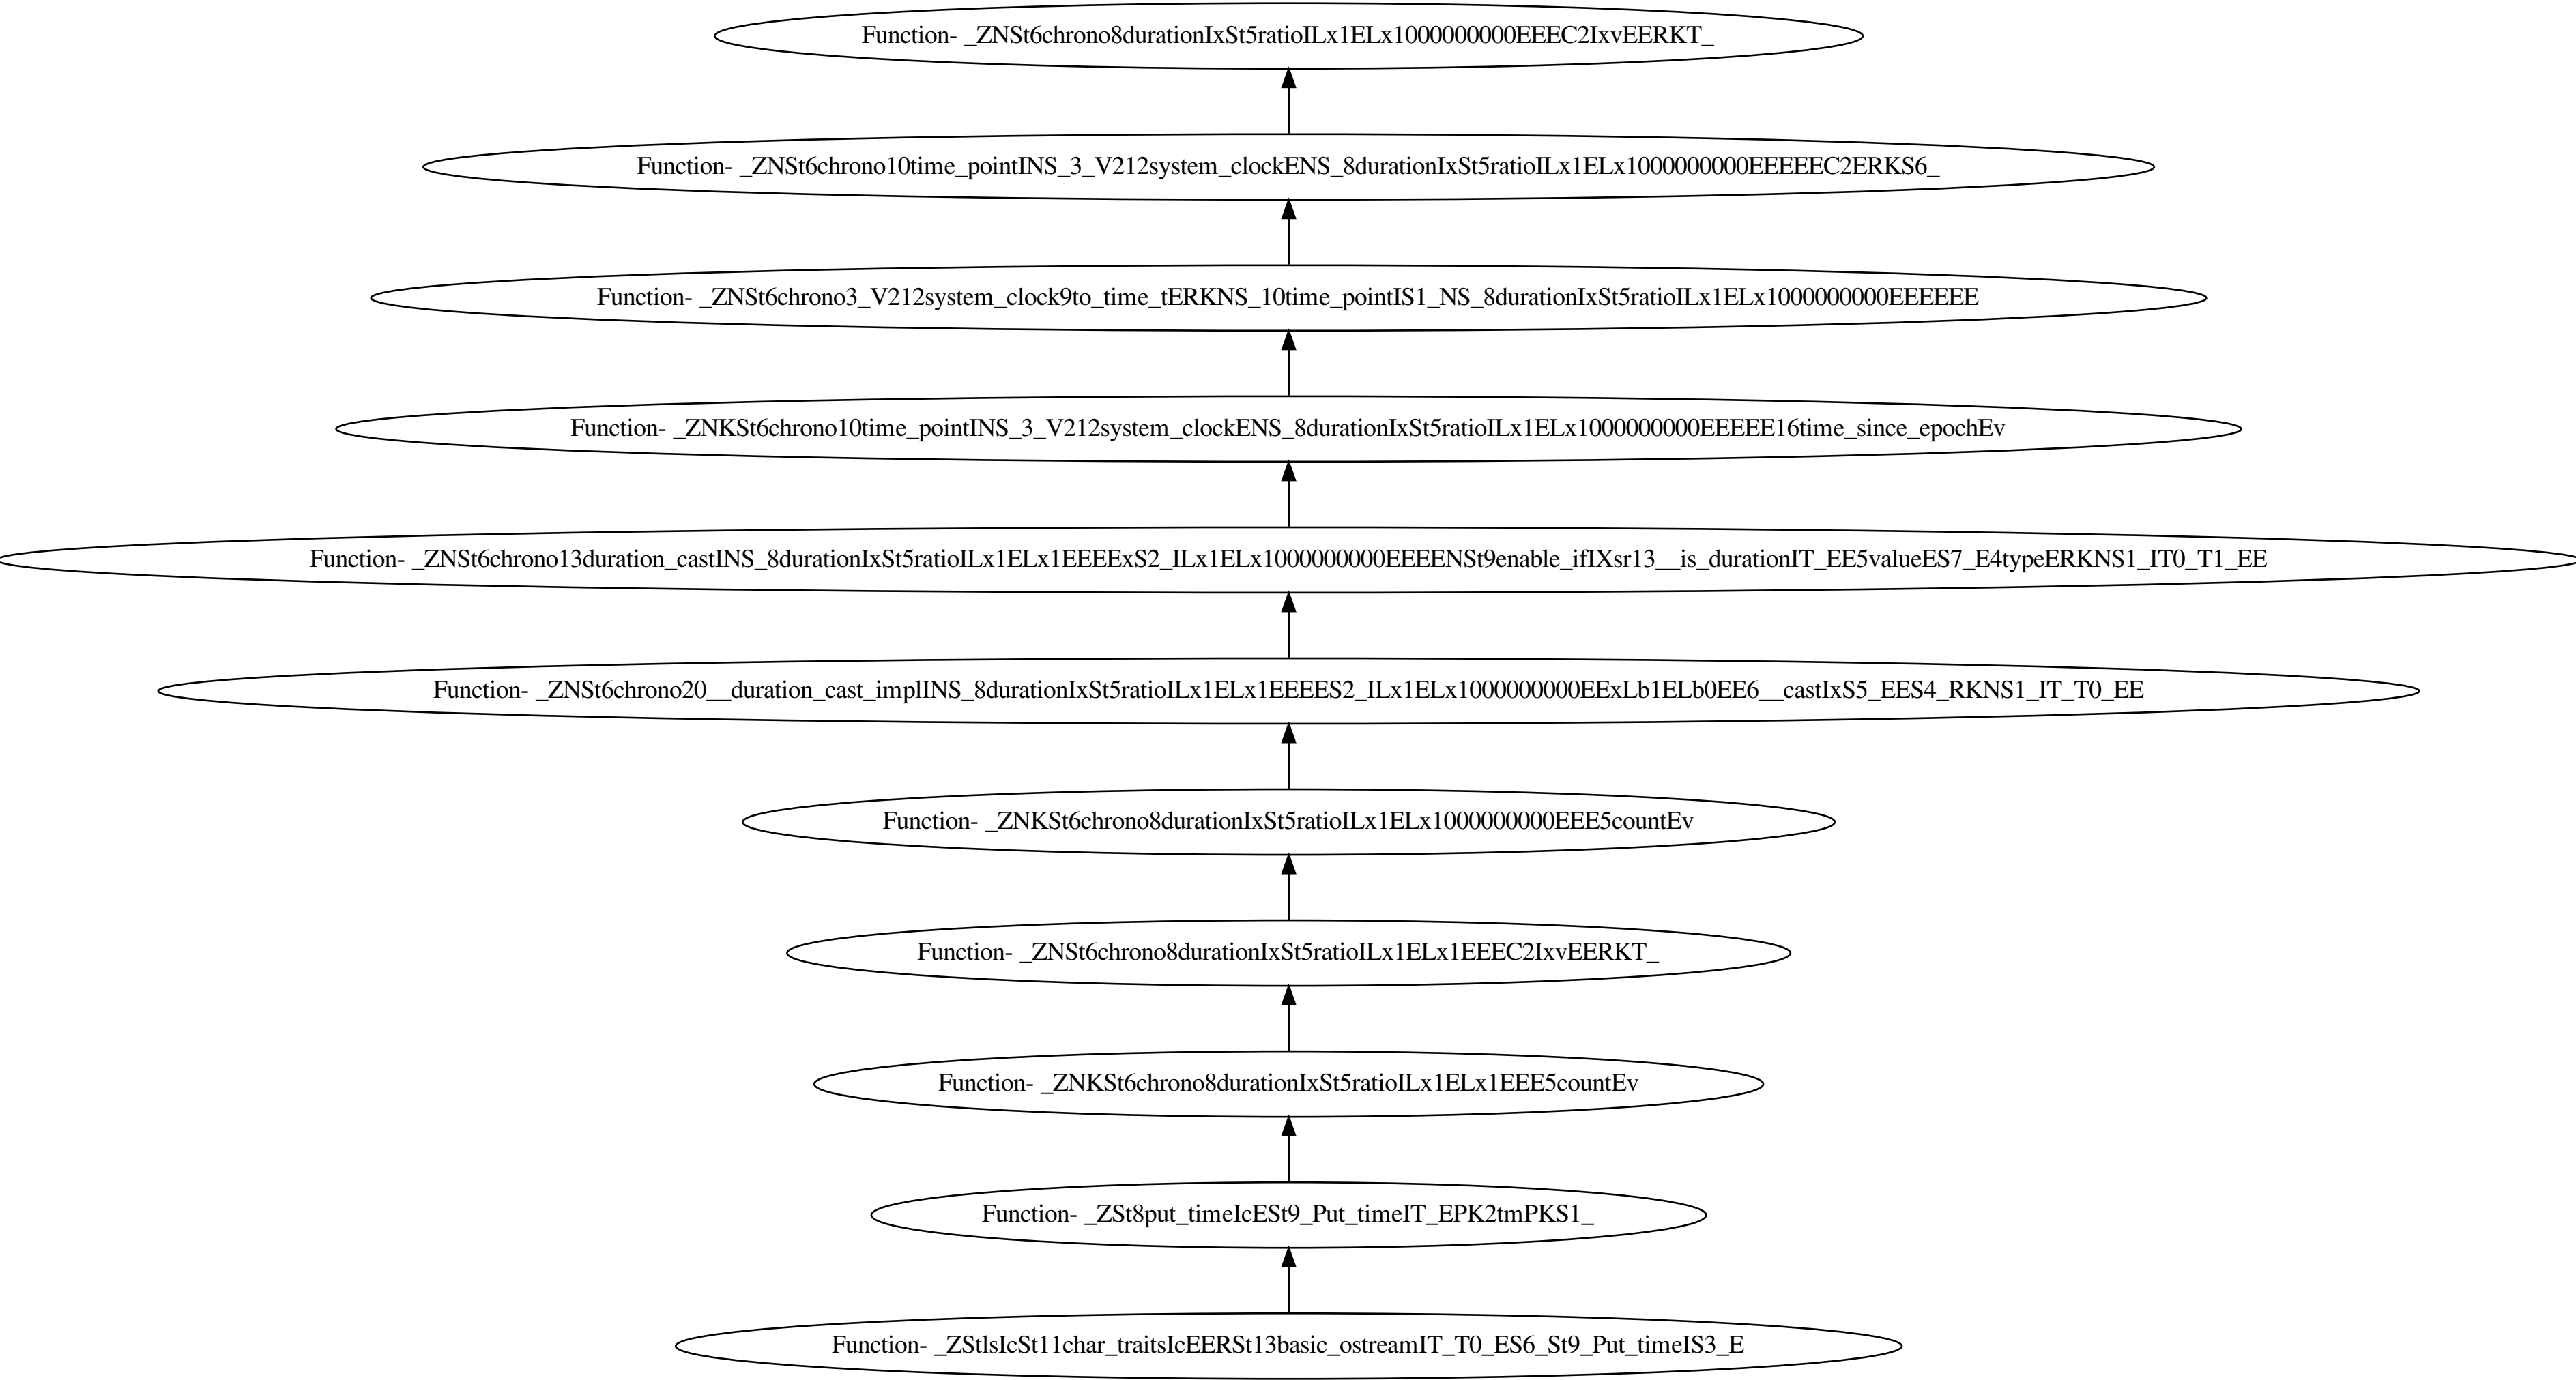 Function- _ZNSt6chrono8durationIxSt5ratioILx1ELx1000000000EEEC2IxvEERKT_
Function- _ZNSt6chrono10time_pointINS_3_V212system_clockENS_8durationIxSt5ratioILx1ELx1000000000EEEEEC2ERKS6_
Function- _ZNSt6chrono3_V212system_clock9to_time_tERKNS_10time_pointIS1_NS_8durationIxSt5ratioILx1ELx1000000000EEEEEE
Function- _ZNKSt6chrono10time_pointINS_3_V212system_clockENS_8durationIxSt5ratioILx1ELx1000000000EEEEE16time_since_epochEv
Function- _ZNSt6chrono13duration_castINS_8durationIxSt5ratioILx1ELx1EEEExS2_ILx1ELx1000000000EEEENSt9enable_ifIXsr13__is_durationIT_EE5valueES7_E4typeERKNS1_IT0_T1_EE
Function- _ZNSt6chrono20__duration_cast_implINS_8durationIxSt5ratioILx1ELx1EEEES2_ILx1ELx1000000000EExLb1ELb0EE6__castIxS5_EES4_RKNS1_IT_T0_EE
Function- _ZNKSt6chrono8durationIxSt5ratioILx1ELx1000000000EEE5countEv
Function- _ZNSt6chrono8durationIxSt5ratioILx1ELx1EEEC2IxvEERKT_
Function- _ZNKSt6chrono8durationIxSt5ratioILx1ELx1EEE5countEv
Function- _ZSt8put_timeIcESt9_Put_timeIT_EPK2tmPKS1_
Function- _ZStlsIcSt11char_traitsIcEERSt13basic_ostreamIT_T0_ES6_St9_Put_timeIS3_E